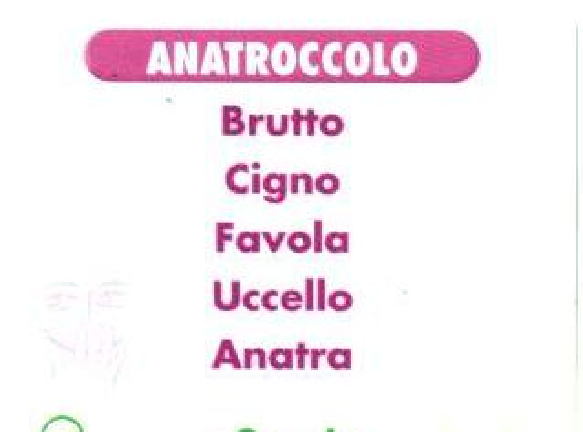 ANATROCCOLO
Brutto
Cigno
Favola
Uccello
Anatra